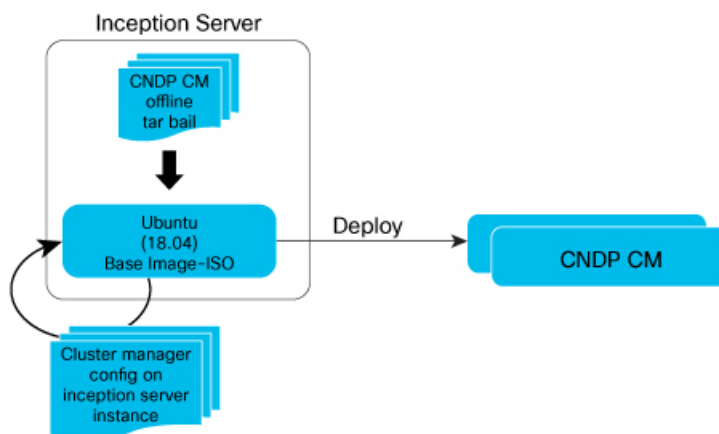 Inception Server
CNDP CM
offline
tar bail
Ubuntu
(18.04)
Base Image-ISO
Deploy
CNDP CM
Cluster manager
config on
inception server
instance